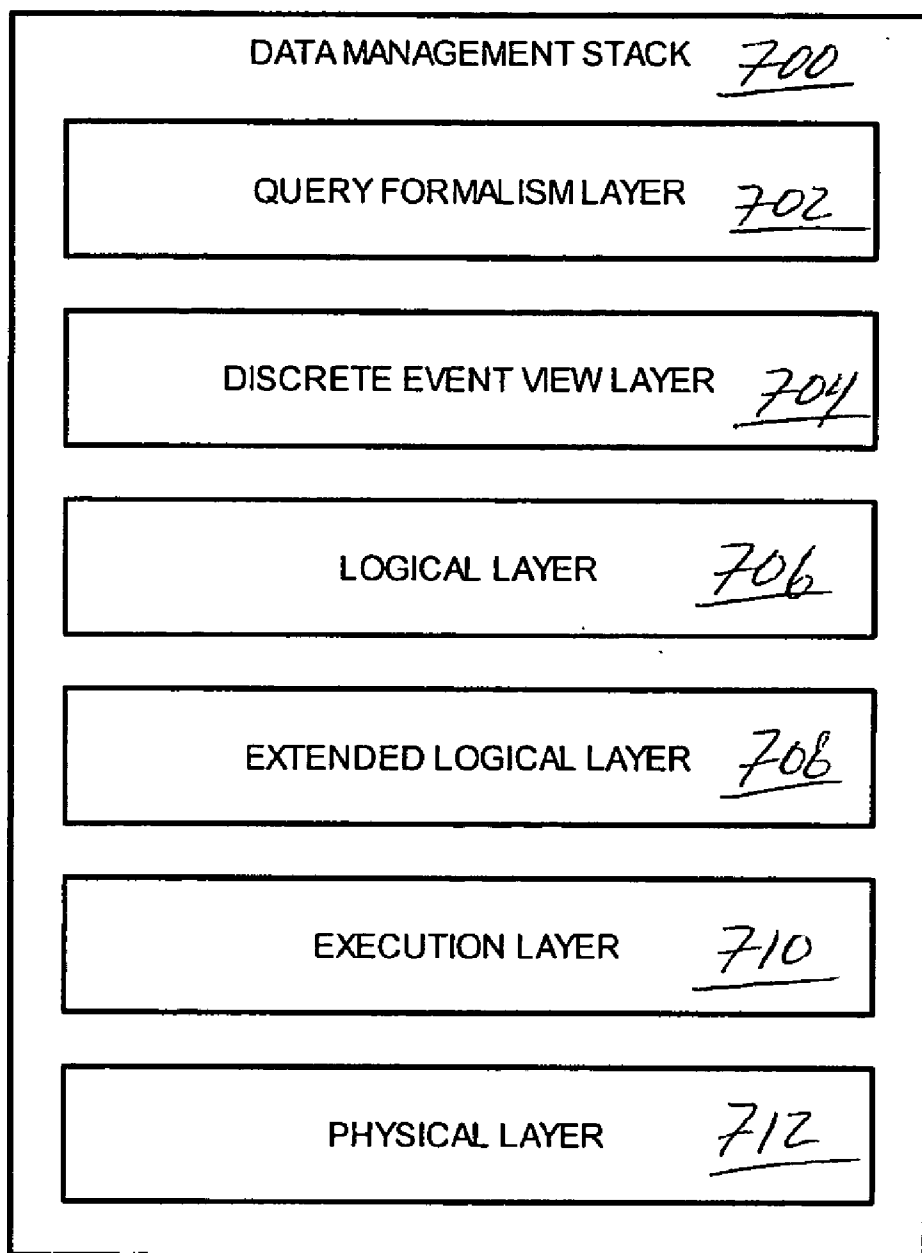 DATA MANAGEMENT STACK 700
QUERY FORMALISM LAYER 702
DISCRETE EVENT VIEW LAYER 704
LOGICAL LAYER 706
EXTENDED LOGICAL LAYER 708
EXECUTION LAYER 710
PHYSICAL LAYER 712